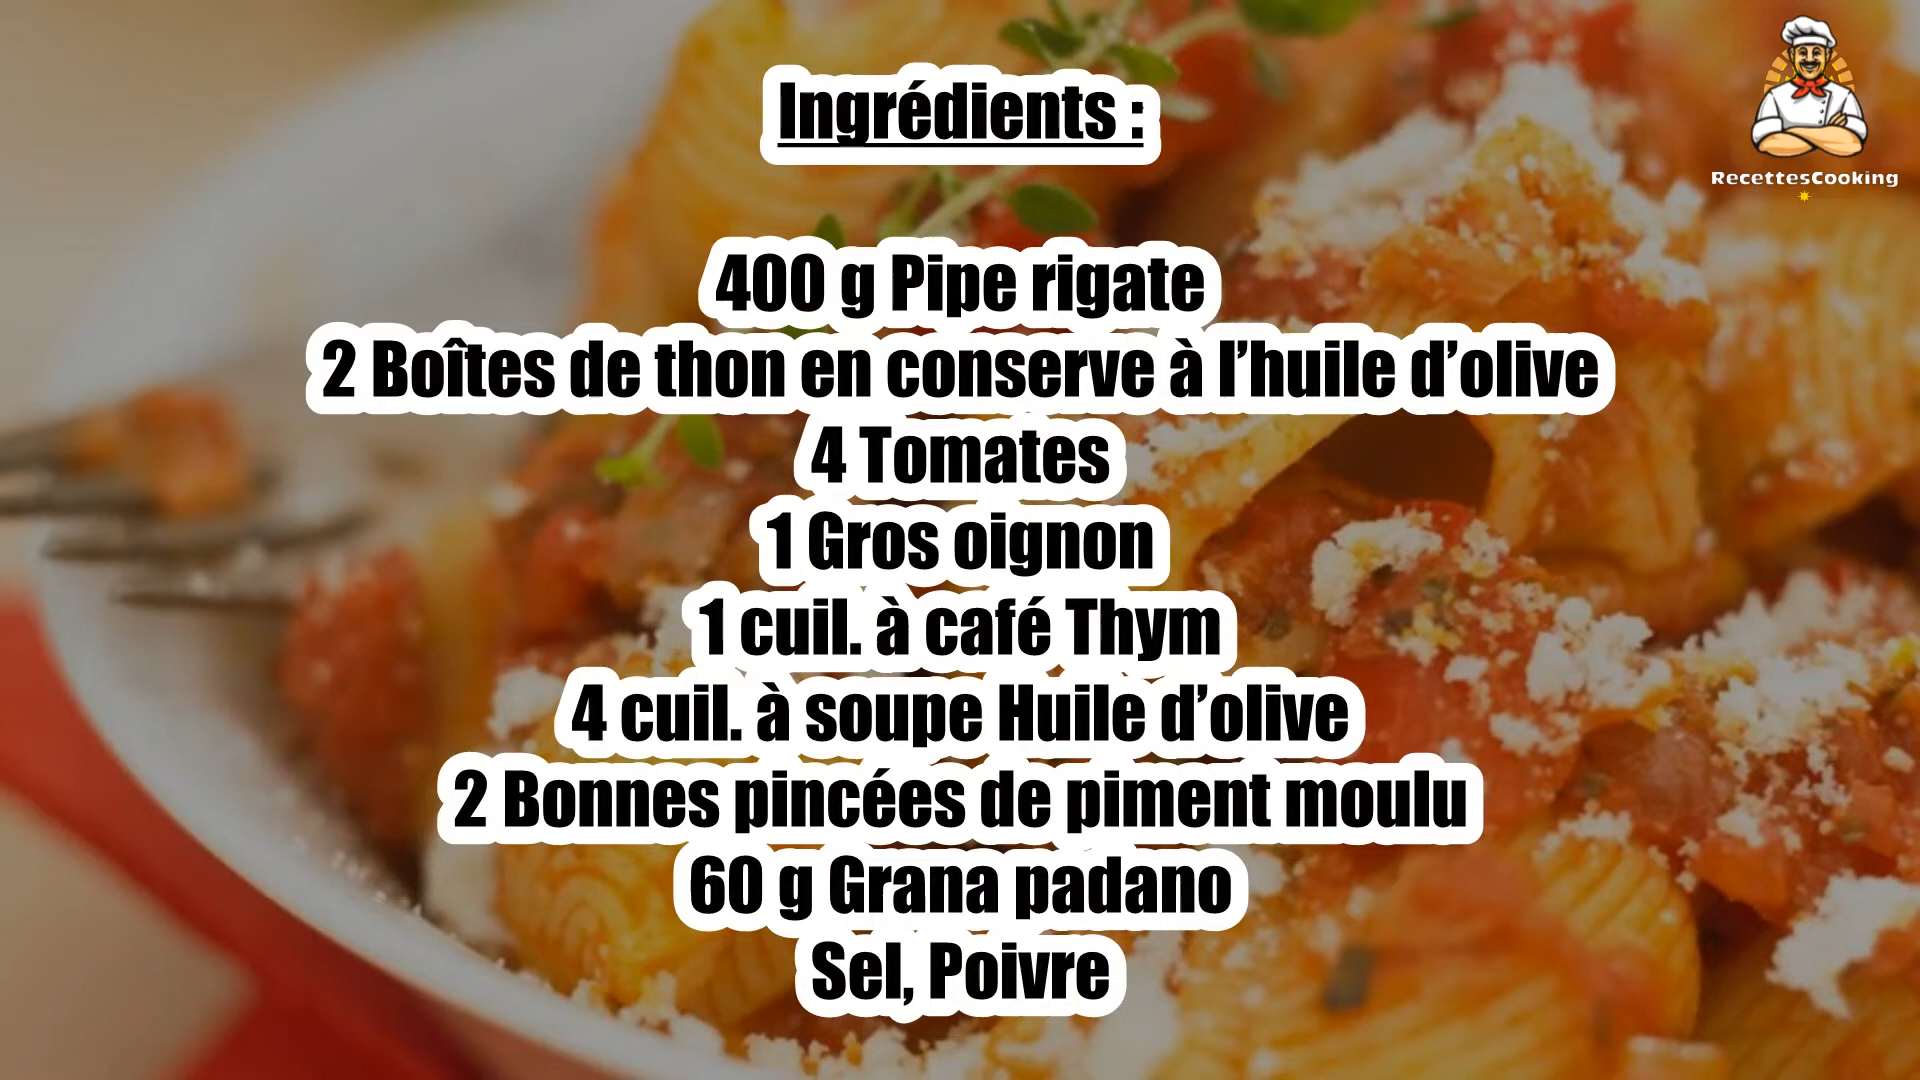 Ingrédients :
RecettesCooking
400 g Pipe rigate
2 Boîtes de thon en conserve à l’huile d’olive
4 Tomates
1 Gros oignon
1 cuil. à café Thym
4 cuil. à soupe Huile d’olive
2 Bonnes pincées de piment moulu
60 g Grana padano
Sel, Poivre